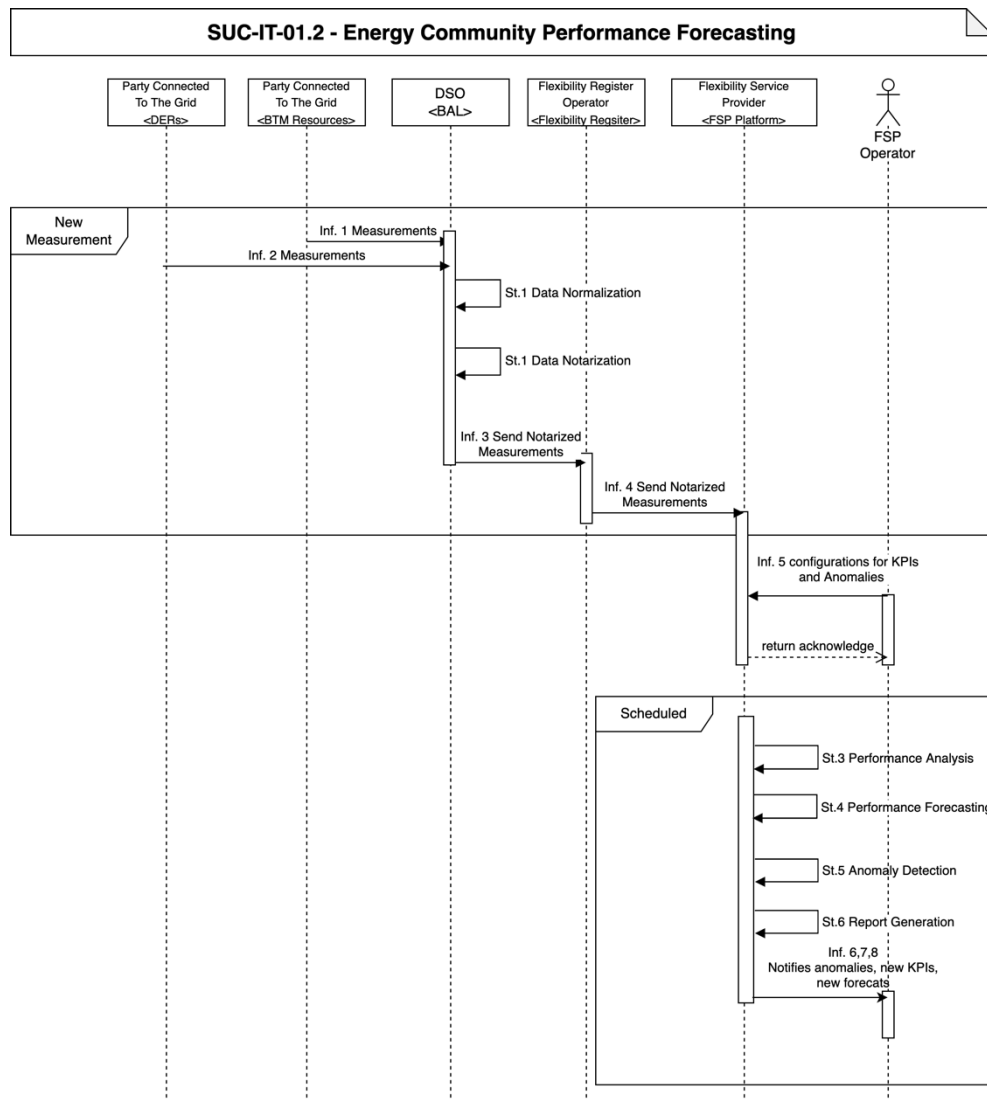 SUC-IT-01.2 - Energy Community Performance Forecasting
Party Connected
To The Grid
<DERs>
Party Connected
To The Grid
<BTM Resources>
DSO
<BAL>
Flexibility Register
Operator
<Flexibility Regsiter>
Flexibility Service
Provider
<FSP Platform>
FSP
Operator
New
Measurement
Inf. 1 Measurements
Inf. 2 Measurements
St.1 Data Normalization
St.1 Data Notarization
Inf. 3 Send Notarized
Measurements
Inf. 4 Send Notarized
Measurements
Inf. 5 configurations for KPIs
and Anomalies
return acknowledge
Scheduled
St.3 Performance Analysis
St.4 Performance Forecasting
St.5 Anomaly Detection
St.6 Report Generation
Inf. 6,7,8
Notifies anomalies, new KPIs,
new forecats